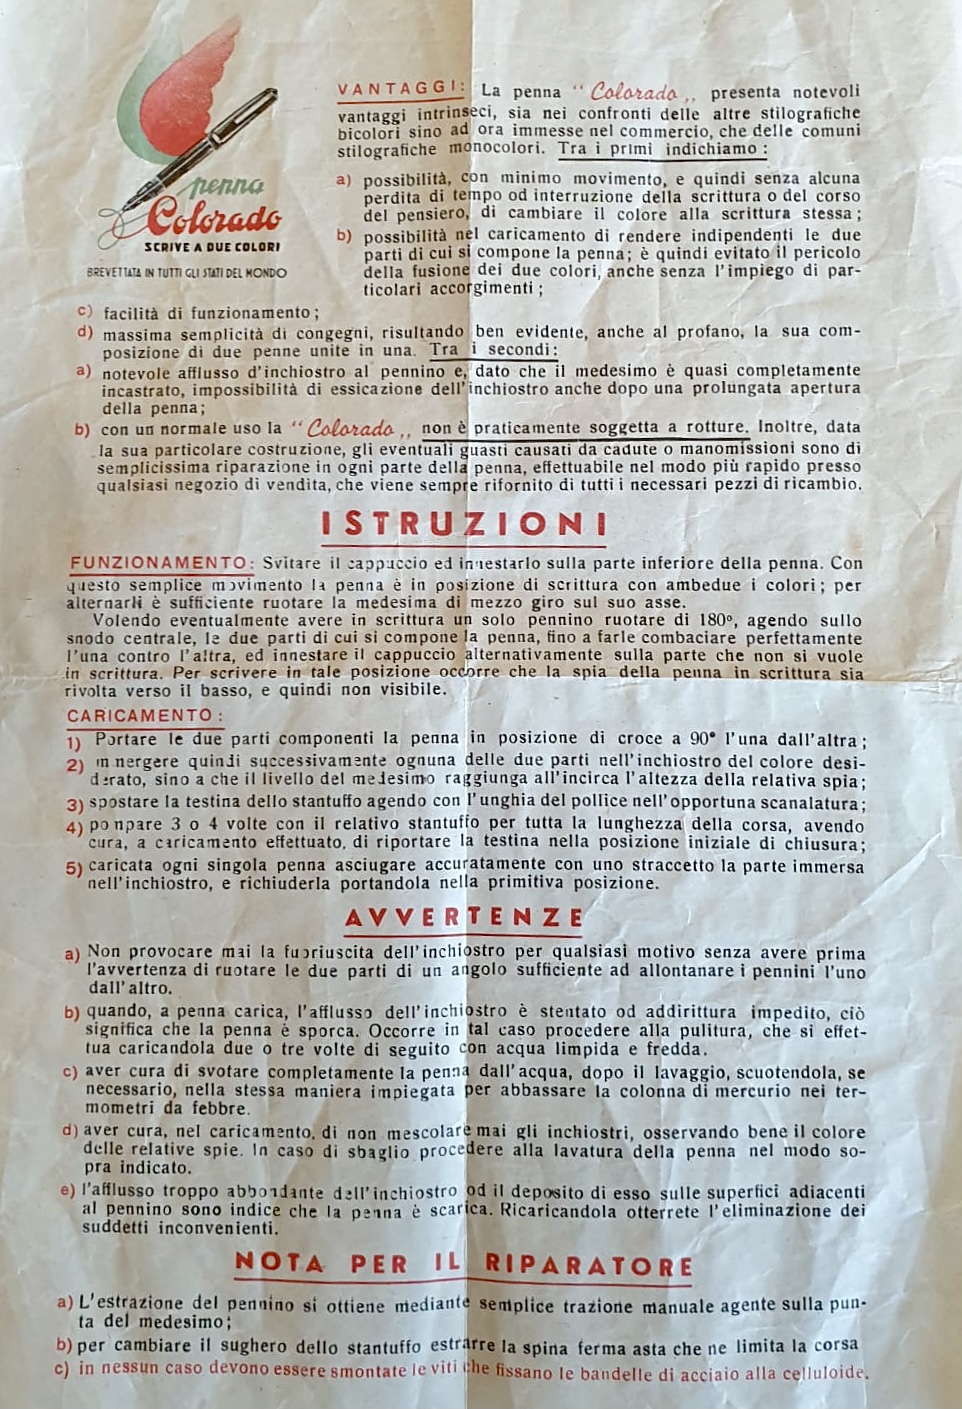 penna
Colorado
SCRIVE A DUE COLORI
BREVETTATA IN TUTTI GLI STATI DEL MONDO
VANTAGGI: La penna "Colorado„ presenta notevoli
vantaggi intrinseci, sia nei confronti delle altre stilografiche
bicolori sino ad ora immesse nel commercio, che delle comuni
stilografiche monocolori. Tra i primi indichiamo:
a) possibilità, con minimo movimento, e quindi senza alcuna
perdita di tempo od interruzione della scrittura o del corso
del pensiero, di cambiare il colore alla scrittura stessa;
b) possibilità nel caricamento di rendere indipendenti le due
parti di cui si compone la penna; è quindi evitato il pericolo
della fusione dei due colori, anche senza l'impiego di par-
ticolari accorgimenti;
c) facilità di funzionamento;
d) massima semplicità di congegni, risultando ben evidente, anche al profano, la sua com-
posizione di due penne unite in una. Tra i secondi:
a) notevole afflusso d'inchiostro al pennino e, dato che il medesimo è quasi completamente
incastrato, impossibilità di essicazione dell'inchiostro anche dopo una prolungata apertura
della penna;
b) con un normale uso la "Colorado„ non è praticamente soggetta a rotture. Inoltre, data
la sua particolare costruzione, gli eventuali guasti causati da cadute o manomissioni sono di
semplicissima riparazione in ogni parte della penna, effettuabile nel modo più rapido presso
qualsiasi negozio di vendita, che viene sempre rifornito di tutti i necessari pezzi di ricambio.
ISTRUZIONI
FUNZIONAMENTO: Svitare il cappuccio ed innestarlo sulla parte inferiore della penna. Con
questo semplice movimento la penna è in posizione di scrittura con ambedue i colori; per
alternarli è sufficiente ruotare la medesima di mezzo giro sul suo asse.
Volendo eventualmente avere in scrittura un solo pennino ruotare di 180°, agendo sullo
snodo centrale, le due parti di cui si compone la penna, fino a farle combaciare perfettamente
l'una contro l'altra, ed innestare il cappuccio alternativamente sulla parte che non si vuole
in scrittura. Per scrivere in tale posizione occorre che la spia della penna in scrittura sia
rivolta verso il basso, e quindi non visibile.
CARICAMENTO:
1) Portare le due parti componenti la penna in posizione di croce a 90° l'una dall'altra;
2) immergere quindi successivamente ognuna delle due parti nell'inchiostro del colore desi-
derato, sino a che il livello del medesimo raggiunga all'incirca l'altezza della relativa spia;
3) spostare la testina dello stantuffo agendo con l'unghia del pollice nell'opportuna scanalatura;
4) pompare 3 o 4 volte con il relativo stantuffo per tutta la lunghezza della corsa, avendo
cura, a caricamento effettuato, di riportare la testina nella posizione iniziale di chiusura;
5) caricata ogni singola penna asciugare accuratamente con uno straccetto la parte immersa
nell'inchiostro, e richiuderla portandola nella primitiva posizione.
AVVERTENZE
a) Non provocare mai la fuoriuscita dell'inchiostro per qualsiasi motivo senza avere prima
l'avvertenza di ruotare le due parti di un angolo sufficiente ad allontanare i pennini l'uno
dall'altro.
b) quando, a penna carica, l'afflusso dell'inchiostro è stentato od addirittura impedito, ciò
significa che la penna è sporca. Occorre in tal caso procedere alla pulitura, che si effet-
tua caricandola due o tre volte di seguito con acqua limpida e fredda.
c) aver cura di svotare completamente la penna dall'acqua, dopo il lavaggio, scuotendola, se
necessario, nella stessa maniera impiegata per abbassare la colonna di mercurio nei ter-
mometri da febbre.
d) aver cura, nel caricamento, di non mescolare mai gli inchiostri, osservando bene il colore
delle relative spie. In caso di sbaglio procedere alla lavatura della penna nel modo so-
pra indicato.
e) l'afflusso troppo abbondante dell'inchiostro od il deposito di esso sulle superfici adiacenti
al pennino sono indice che la penna è scarica. Ricaricandola otterrete l'eliminazione dei
suddetti inconvenienti.
NOTA PER IL RIPARATORE
a) L'estrazione del pennino si ottiene mediante semplice trazione manuale agente sulla pun-
ta del medesimo;
b) per cambiare il sughero dello stantuffo estrarre la spina ferma asta che ne limita la corsa
c) in nessun caso devono essere smontate le viti che fissano le bandelle di acciaio alla celluloide.